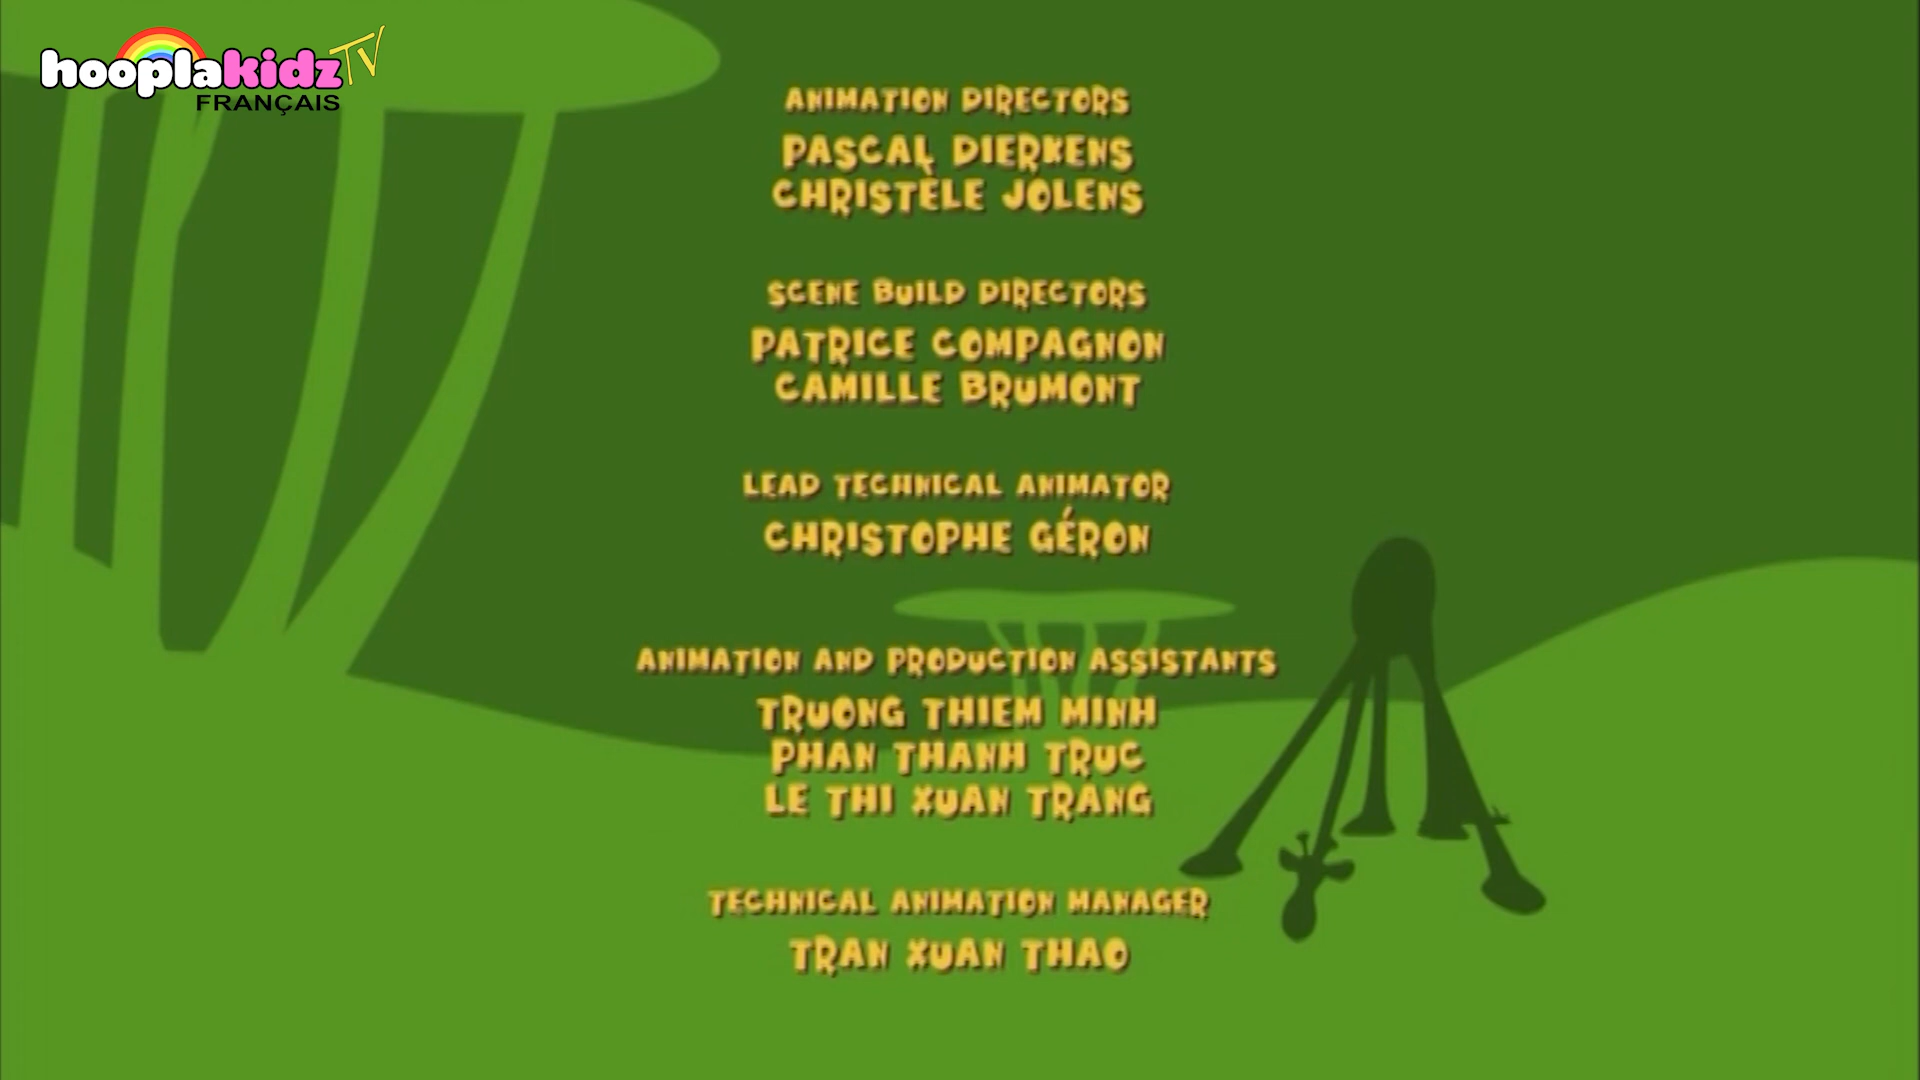 hooplakidz TV
FRANÇAIS
ANIMATION DIRECTORS
PASCAL DIERKENS
CHRISTÈLE JOLENS
SCENE BUILD DIRECTORS
PATRICE COMPAGNON
CAMILLE BRUMONT
LEAD TECHNICAL ANIMATOR
CHRISTOPHE GÉRON
ANIMATION AND PRODUCTION ASSISTANTS
TRUONG THIEM MINH
PHAN THANH TRUC
LE THI XUAN TRANG
TECHNICAL ANIMATION MANAGER
TRAN XUAN THAO